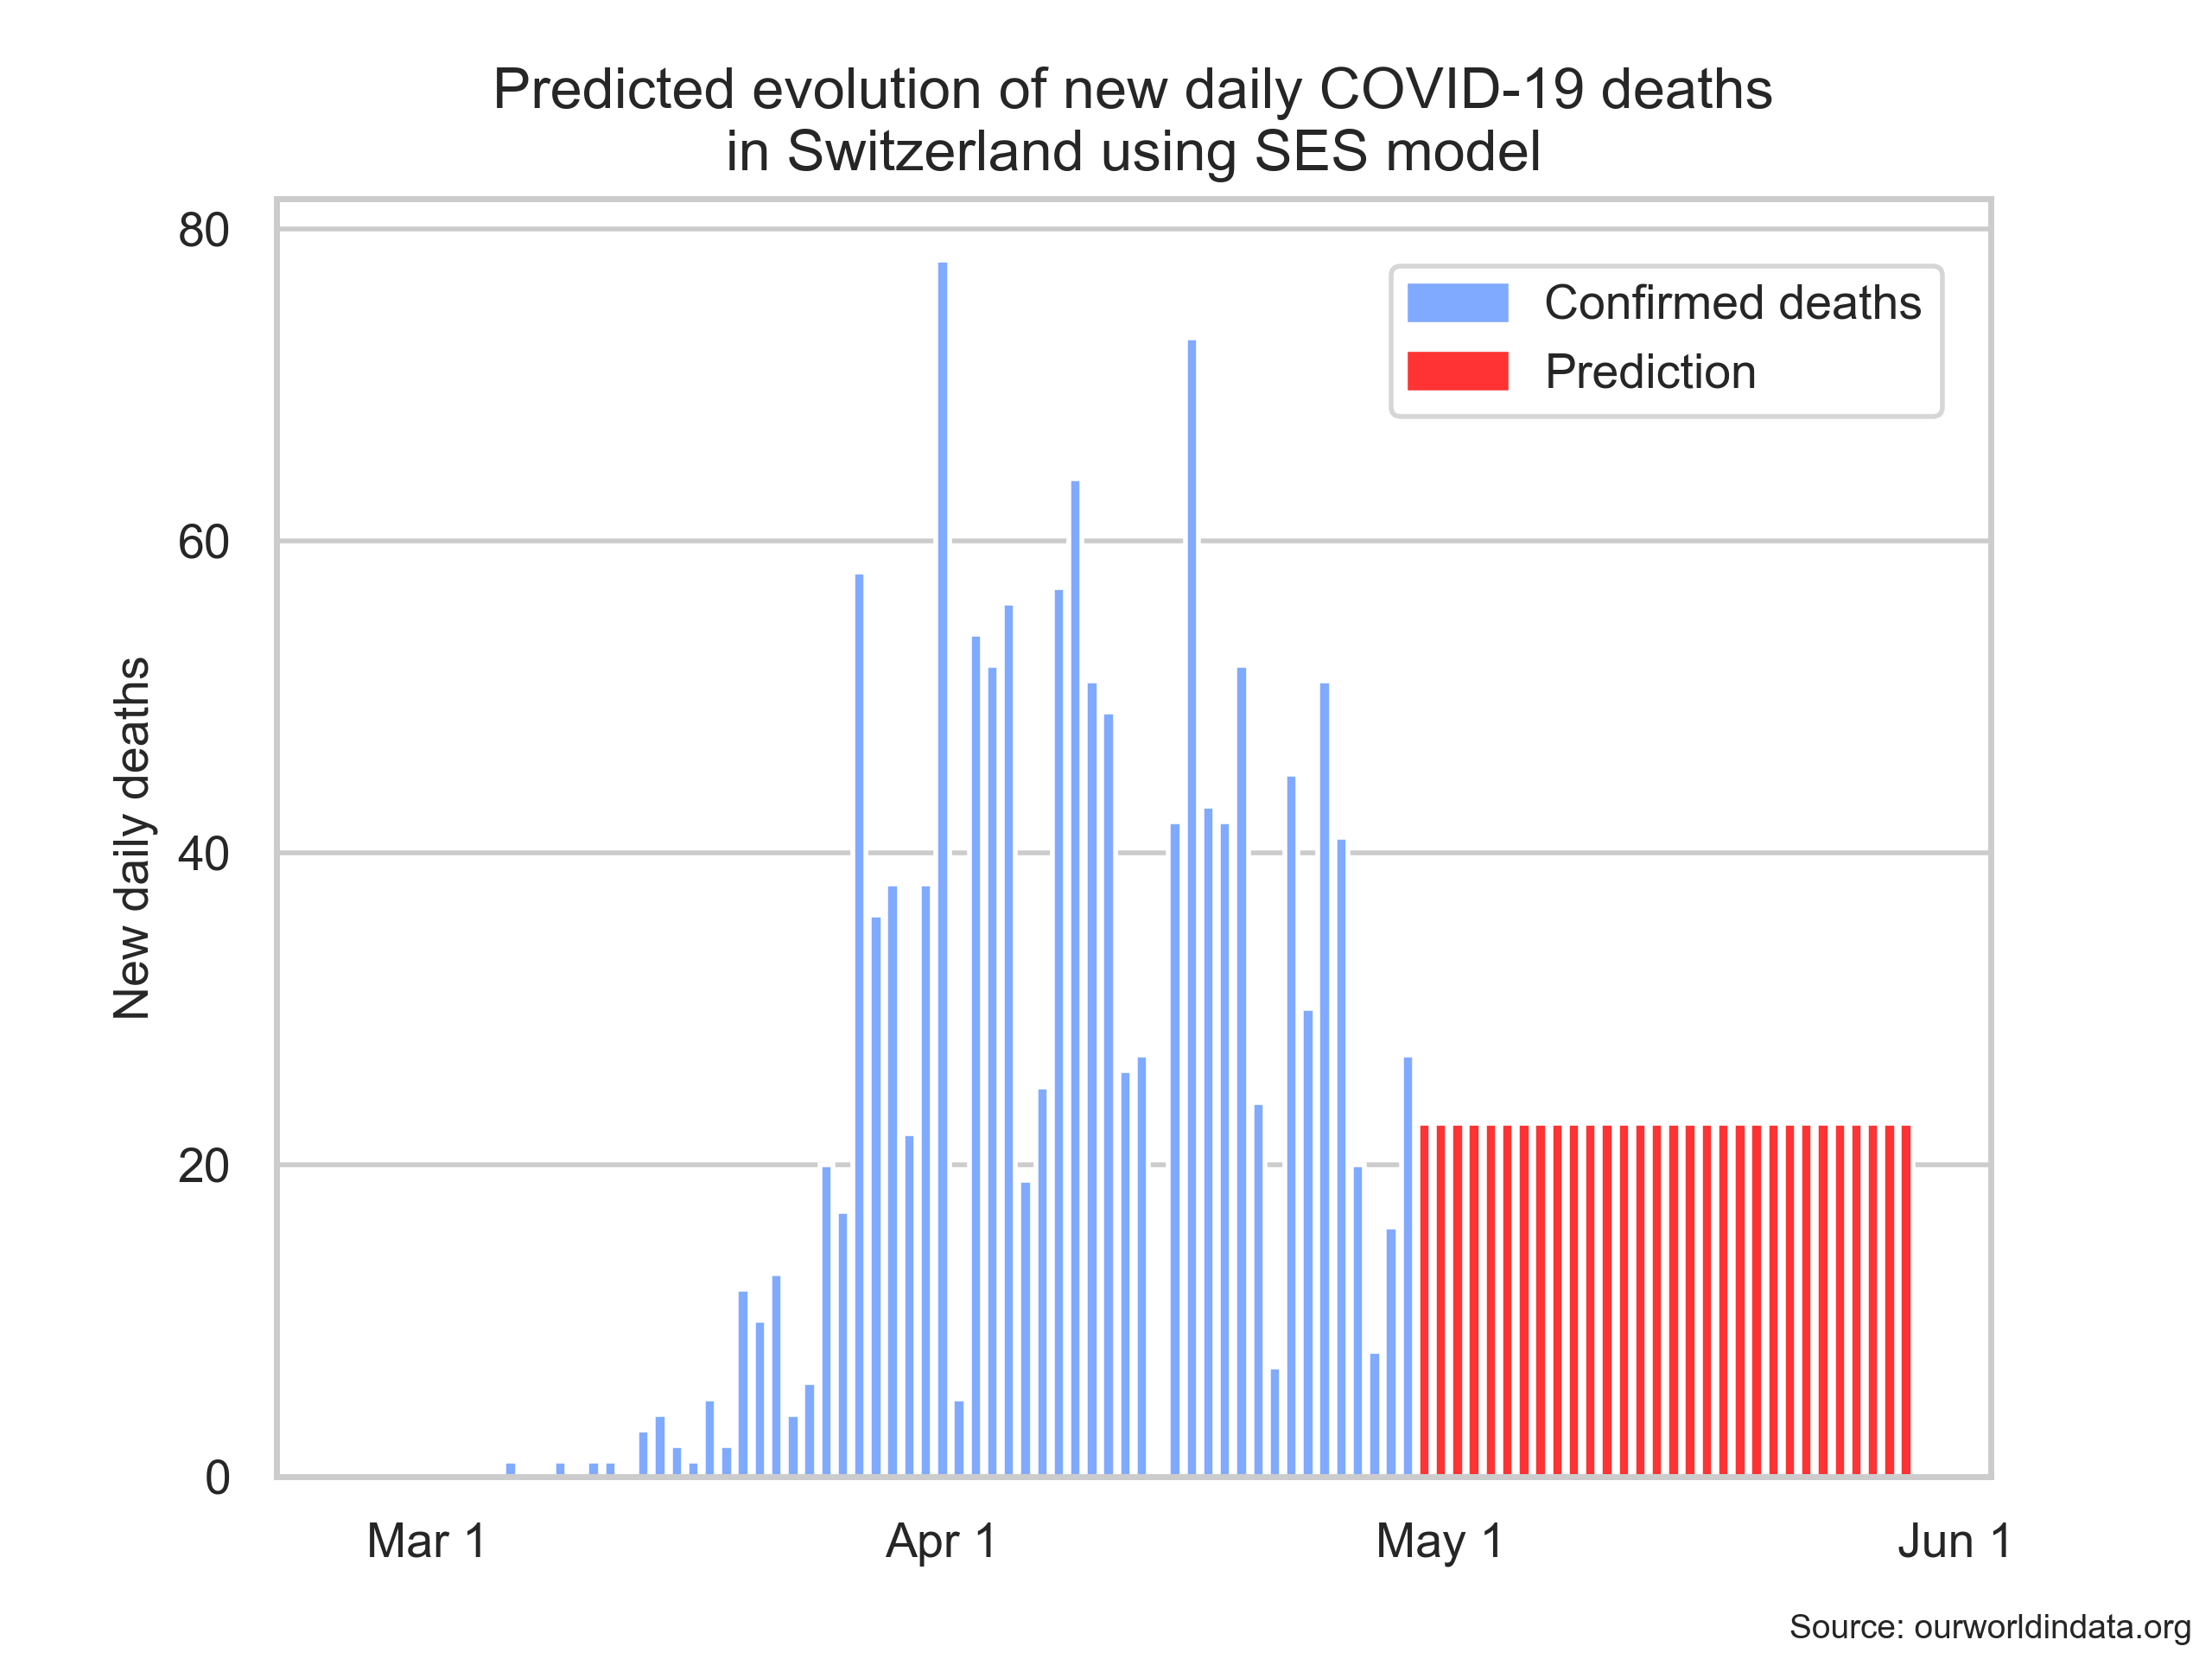 Predicted evolution of new daily COVID-19 deaths
in Switzerland using SES model
80
60
40
20
0
New daily deaths
Confirmed deaths
Prediction
Mar 1
Apr 1
May 1
Jun 1
Source: ourworldindata.org